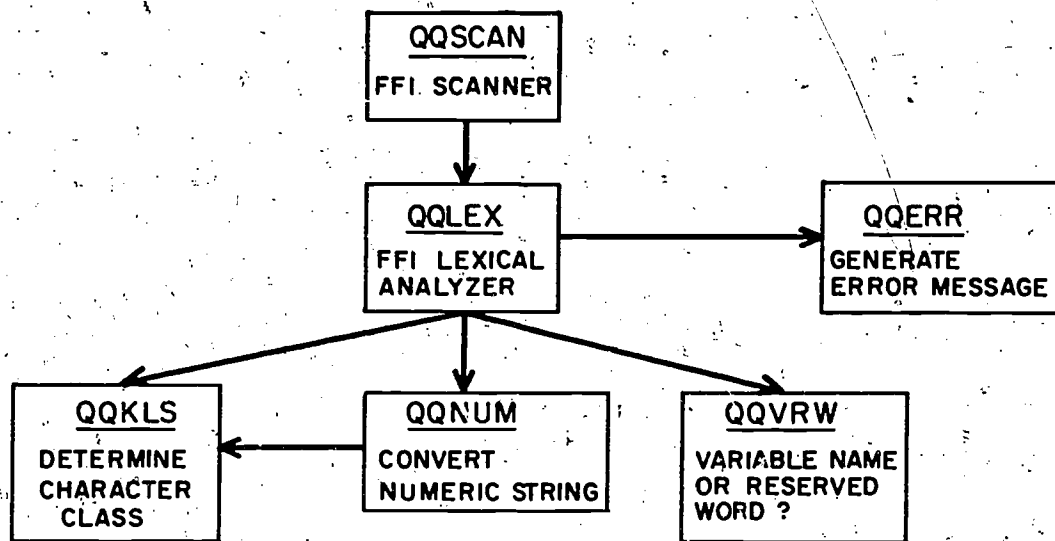 QQSCAN
FFI SCANNER
QQLEX
FFI LEXICAL
ANALYZER
QQERR
GENERATE
ERROR MESSAGE
QQKLS
DETERMINE
CHARACTER
CLASS
QQNUM
CONVERT
NUMERIC STRING
QQVRW
VARIABLE NAME
OR RESERVED
WORD ?